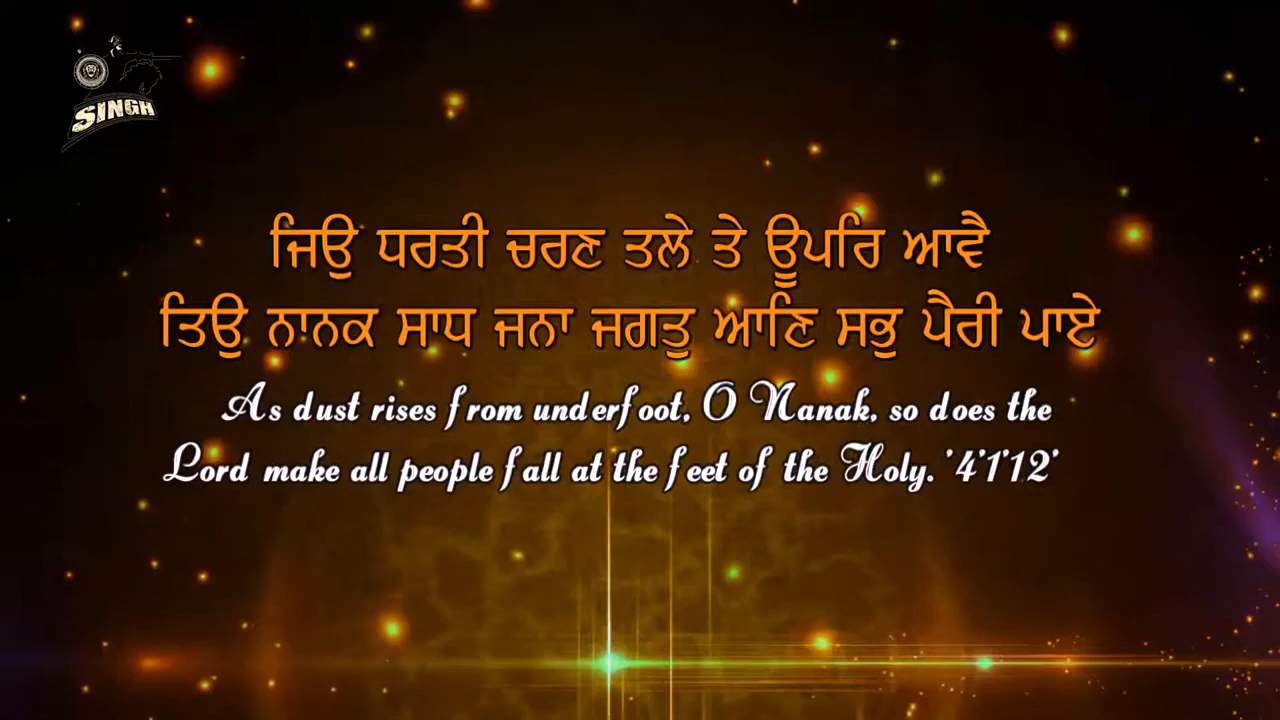 SINGH
ਜਿਉ ਧਰਤੀ ਚਰਣ ਤਲੇ ਤੇ ਊਪਰਿ ਆਵੈ
ਤਿਉ ਨਾਨਕ ਸਾਧ ਜਨਾ ਜਗਤੁ ਆਣਿ ਸਭੁ ਪੈਰੀ ਪਾਏ
As dust rises from underfoot, O Nanak, so does the
Lord make all people fall at the feet of the Holy. '4'1'12'